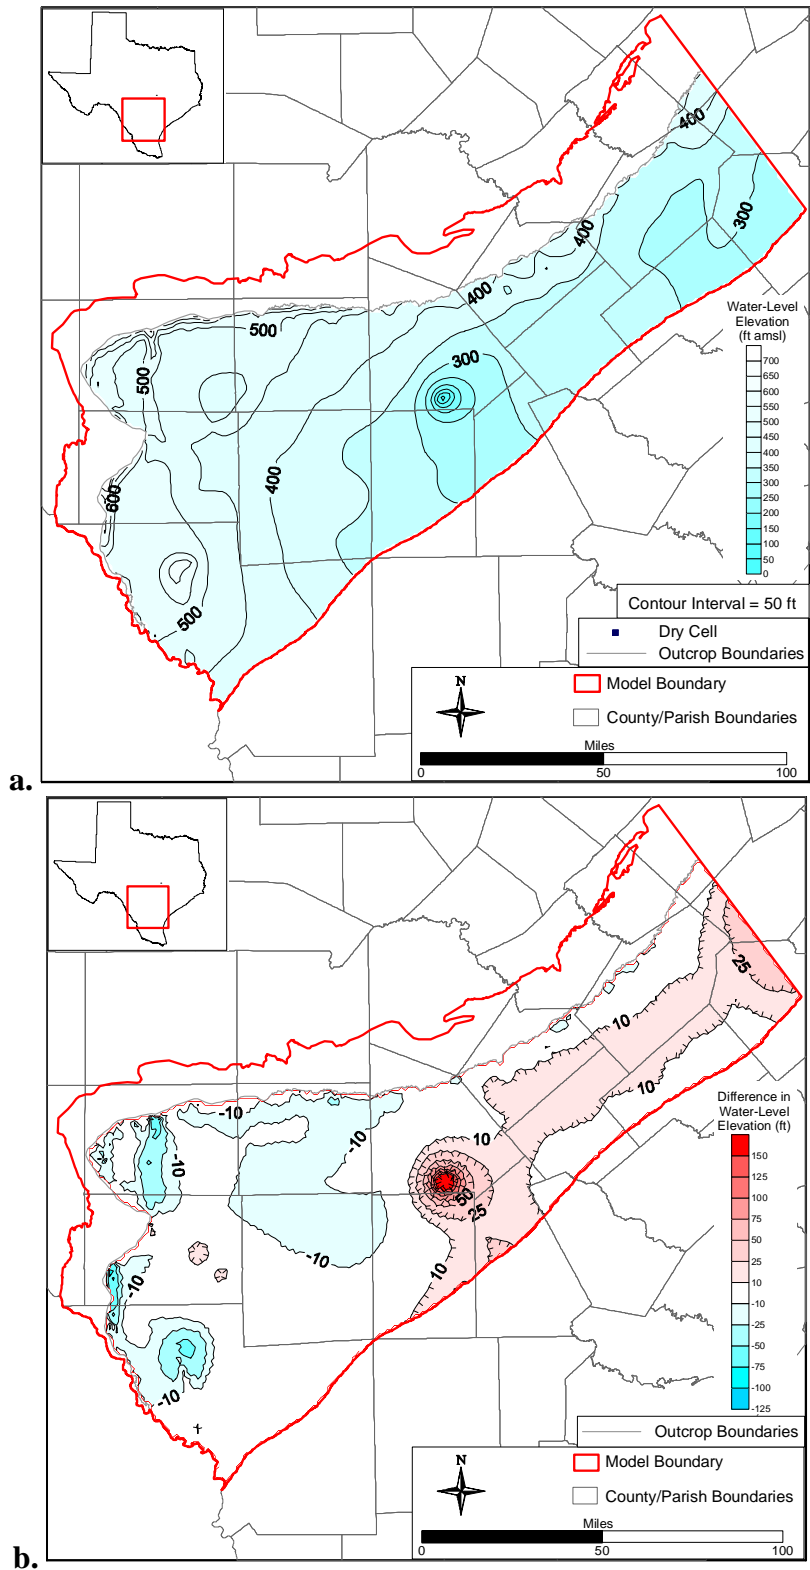 400
300
400
400
500
300
500
400
600
500
Water-Level
Elevation
(ft amsl)
700
650
600
550
500
450
400
350
300
250
200
150
100
50
0
Contour Interval = 50 ft
Dry Cell
Outcrop Boundaries
N
Model Boundary
County/Parish Boundaries
Miles
0
50
100
a.
25
10
10
-10
10
-10
-10
50
25
-10
10
-10
-10
Difference in
Water-Level
Elevation (ft)
150
125
100
75
50
25
10
-10
-25
-50
-75
-100
-125
Outcrop Boundaries
N
Model Boundary
County/Parish Boundaries
Miles
0
50
100
b.